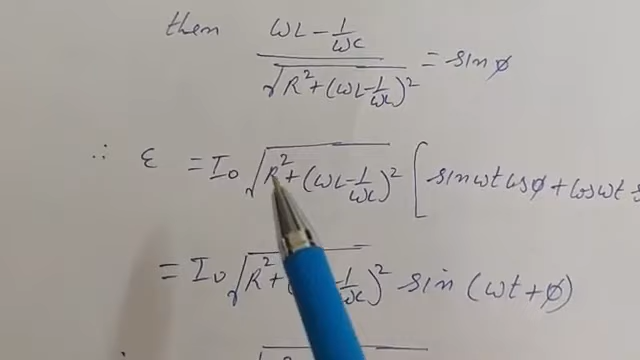 then (ωL - 1/ωC) / √(R² + (ωL - 1/ωC)²) = sin φ
∴ ε = I₀ √(R² + (ωL - 1/ωC)²) [sin ωt cos φ + cos ωt s
= I₀ √(R² + (1/ωC)² sin (ωt + φ)